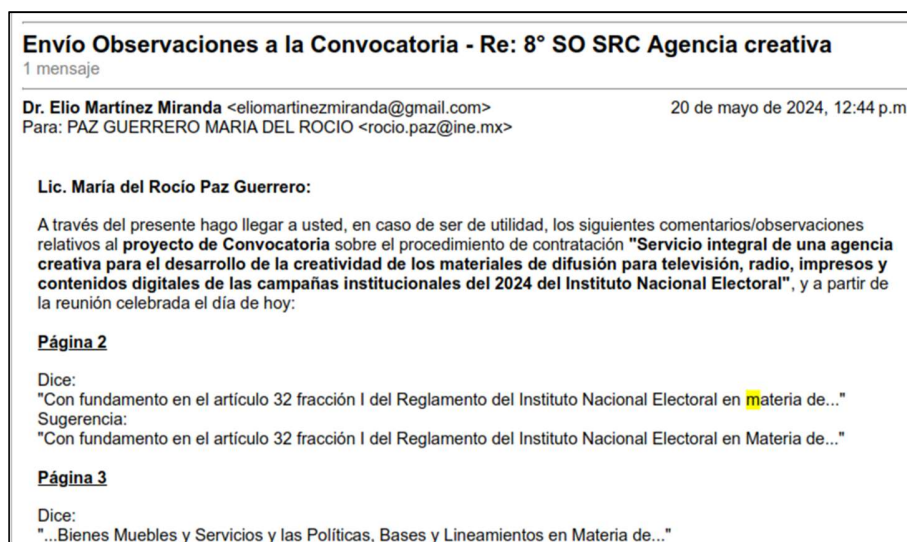 Envío Observaciones a la Convocatoria - Re: 8° SO SRC Agencia creativa
1 mensaje
Dr. Elio Martínez Miranda <eliomartinezmiranda@gmail.com> 20 de mayo de 2024, 12:44 p.m
Para: PAZ GUERRERO MARIA DEL ROCIO <rocio.paz@ine.mx>
Lic. María del Rocío Paz Guerrero:
A través del presente hago llegar a usted, en caso de ser de utilidad, los siguientes comentarios/observaciones
relativos al proyecto de Convocatoria sobre el procedimiento de contratación "Servicio integral de una agencia
creativa para el desarrollo de la creatividad de los materiales de difusión para televisión, radio, impresos y
contenidos digitales de las campañas institucionales del 2024 del Instituto Nacional Electoral", y a partir de
la reunión celebrada el día de hoy:
Página 2
Dice:
"Con fundamento en el artículo 32 fracción I del Reglamento del Instituto Nacional Electoral en materia de..."
Sugerencia:
"Con fundamento en el artículo 32 fracción I del Reglamento del Instituto Nacional Electoral en Materia de..."
Página 3
Dice:
"...Bienes Muebles y Servicios y las Políticas, Bases y Lineamientos en Materia de..."